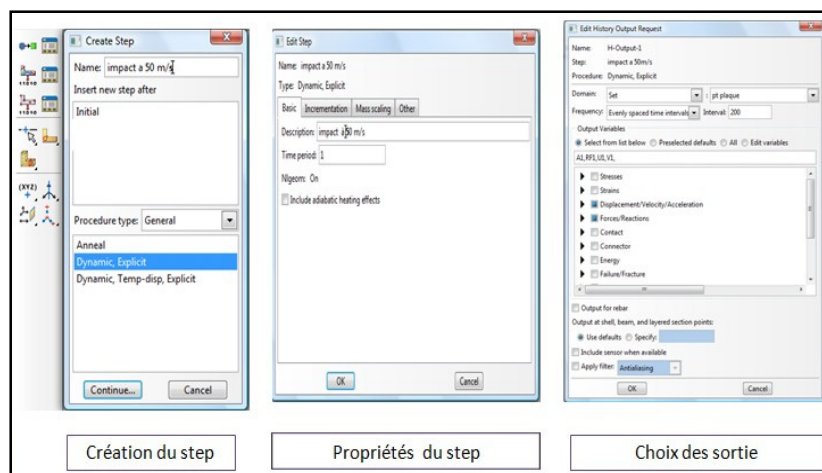 Create Step
Name: impact a 50 m/s
Insert new step after
Initial
Procedure type: General
Anneal
Dynamic, Explicit
Dynamic, Temp-disp, Explicit
Continue...
Cancel
Edit Step
Name: impact a 50 m/s
Type: Dynamic, Explicit
Basic
Incrementation
Mass scaling
Other
Description: impact a 50 m/s
Time period: 1
Nlgeom: On
Include adiabatic heating effects
OK
Cancel
Edit History Output Request
Name: H-Output-1
Step: impact a 50m/s
Procedure: Dynamic, Explicit
Domain: Set : pt plaque
Frequency: Evenly spaced time intervals Interval: 200
Output Variables
Select from list below Preselected defaults All Edit variables
A1,RF1,U1,V1,
Stresses
Strains
Displacement/Velocity/Acceleration
Forces/Reactions
Contact
Connector
Energy
Failure/Fracture
Output for rebar
Output at shell, beam, and layered section points:
Use defaults Specify:
Include sensor when available
Apply filter: Antialiasing
OK
Cancel
(XYZ)
Création du step
Propriétés du step
Choix des sortie